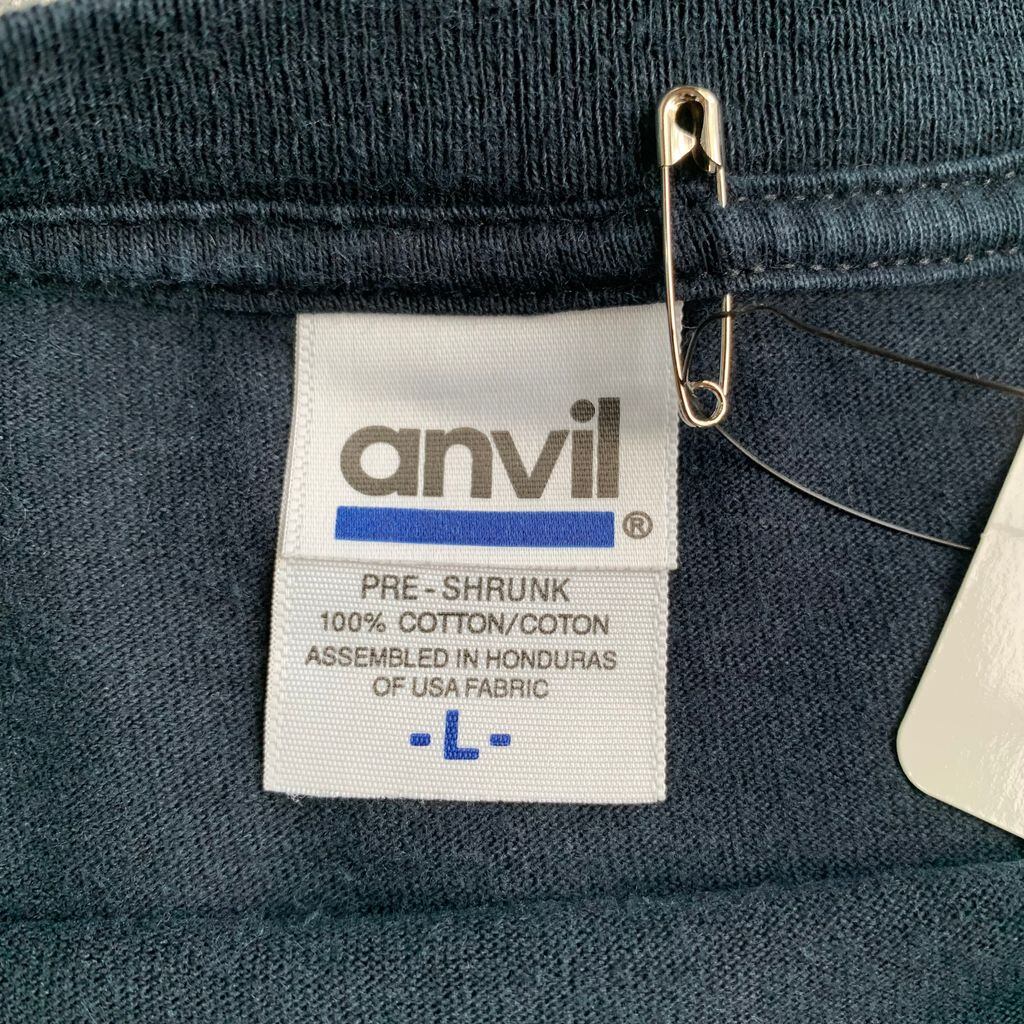 anvil®
PRE-SHRUNK
100% COTTON/COTON
ASSEMBLED IN HONDURAS
OF USA FABRIC
-L-